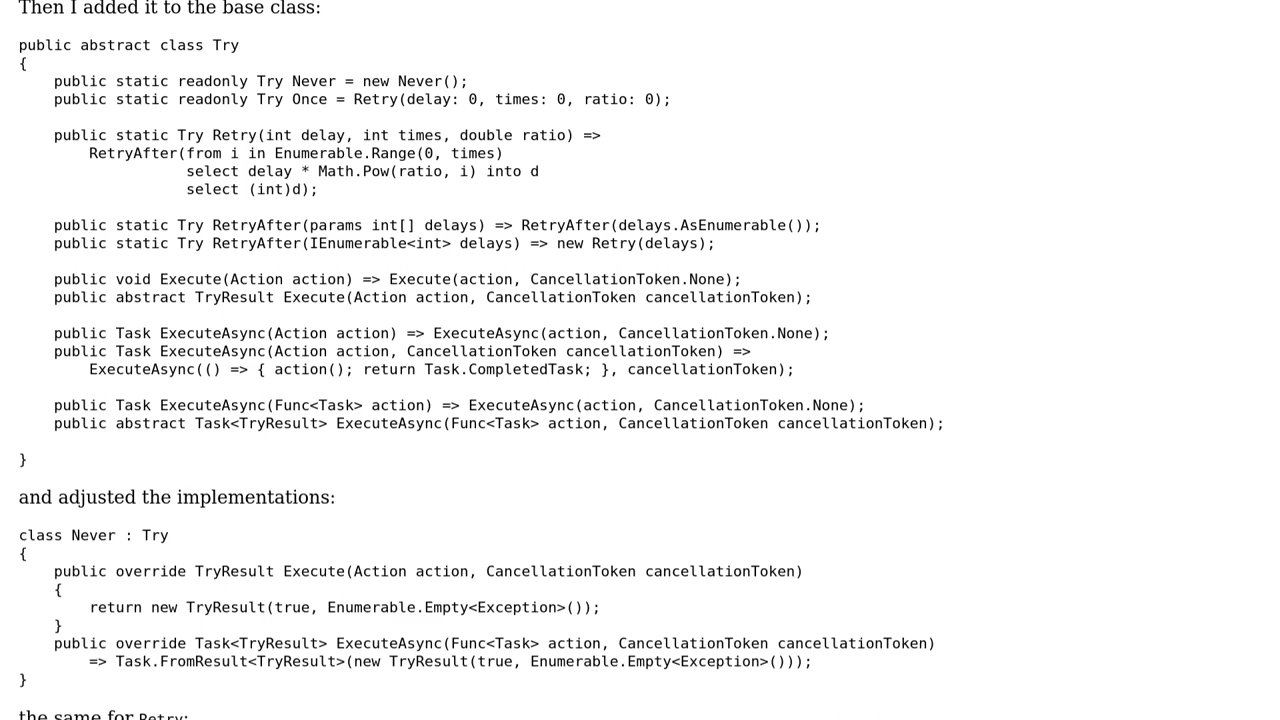 Then I added it to the base class:
public abstract class Try
{
    public static readonly Try Never = new Never();
    public static readonly Try Once = Retry(delay: 0, times: 0, ratio: 0);
    public static Try Retry(int delay, int times, double ratio) =>
        RetryAfter(from i in Enumerable.Range(0, times)
                   select delay * Math.Pow(ratio, i) into d
                   select (int)d);
    public static Try RetryAfter(params int[] delays) => RetryAfter(delays.AsEnumerable());
    public static Try RetryAfter(IEnumerable<int> delays) => new Retry(delays);
    public void Execute(Action action) => Execute(action, CancellationToken.None);
    public abstract TryResult Execute(Action action, CancellationToken cancellationToken);
    public Task ExecuteAsync(Action action) => ExecuteAsync(action, CancellationToken.None);
    public Task ExecuteAsync(Action action, CancellationToken cancellationToken) =>
        ExecuteAsync(() => { action(); return Task.CompletedTask; }, cancellationToken);
    public Task ExecuteAsync(Func<Task> action) => ExecuteAsync(action, CancellationToken.None);
    public abstract Task<TryResult> ExecuteAsync(Func<Task> action, CancellationToken cancellationToken);
}
and adjusted the implementations:
class Never : Try
{
    public override TryResult Execute(Action action, CancellationToken cancellationToken)
    {
        return new TryResult(true, Enumerable.Empty<Exception>());
    }
    public override Task<TryResult> ExecuteAsync(Func<Task> action, CancellationToken cancellationToken)
        => Task.FromResult<TryResult>(new TryResult(true, Enumerable.Empty<Exception>()));
}
the same for Retry: